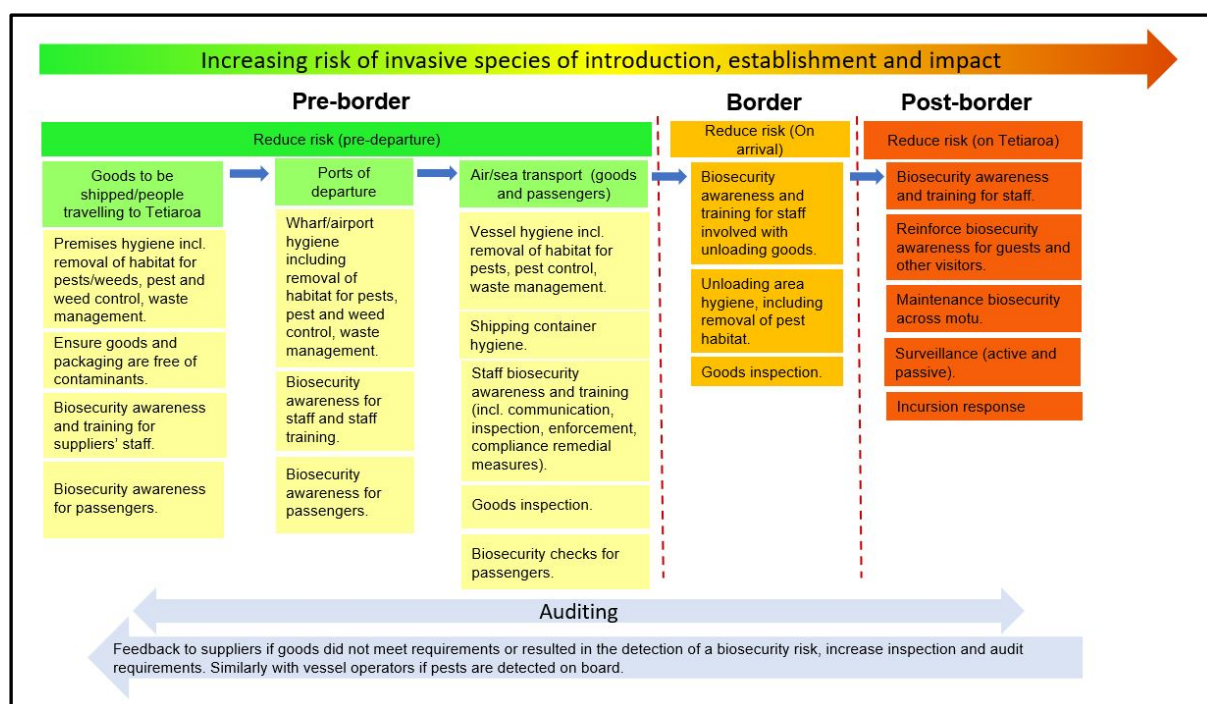 Increasing risk of invasive species of introduction, establishment and impact
Pre-border
Border
Post-border
Reduce risk (pre-departure)
Reduce risk (On
arrival)
Reduce risk (on Tetiaroa)
Goods to be
shipped/people
travelling to Tetiaroa
Premises hygiene incl.
removal of habitat for
pests/weeds, pest and
weed control, waste
management.
Ensure goods and
packaging are free of
contaminants.
Biosecurity awareness
and training for
suppliers' staff.
Biosecurity awareness
for passengers.
Ports of
departure
Wharf/airport
hygiene
including
removal of
habitat for pests,
pest and weed
control, waste
management.
Biosecurity
awareness for
staff and staff
training.
Biosecurity
awareness for
passengers.
Air/sea transport (goods
and passengers)
Vessel hygiene incl.
removal of habitat for
pests, pest control,
waste management.
Shipping container
hygiene.
Staff biosecurity
awareness and training
(incl. communication,
inspection, enforcement,
compliance remedial
measures).
Goods inspection.
Biosecurity checks for
passengers.
Biosecurity
awareness and
training for staff
involved with
unloading goods.
Unloading area
hygiene, including
removal of pest
habitat.
Goods inspection.
Biosecurity awareness
and training for staff.
Reinforce biosecurity
awareness for guests and
other visitors.
Maintenance biosecurity
across motu.
Surveillance (active and
passive).
Incursion response
Auditing
Feedback to suppliers if goods did not meet requirements or resulted in the detection of a biosecurity risk, increase inspection and audit
requirements. Similarly with vessel operators if pests are detected on board.